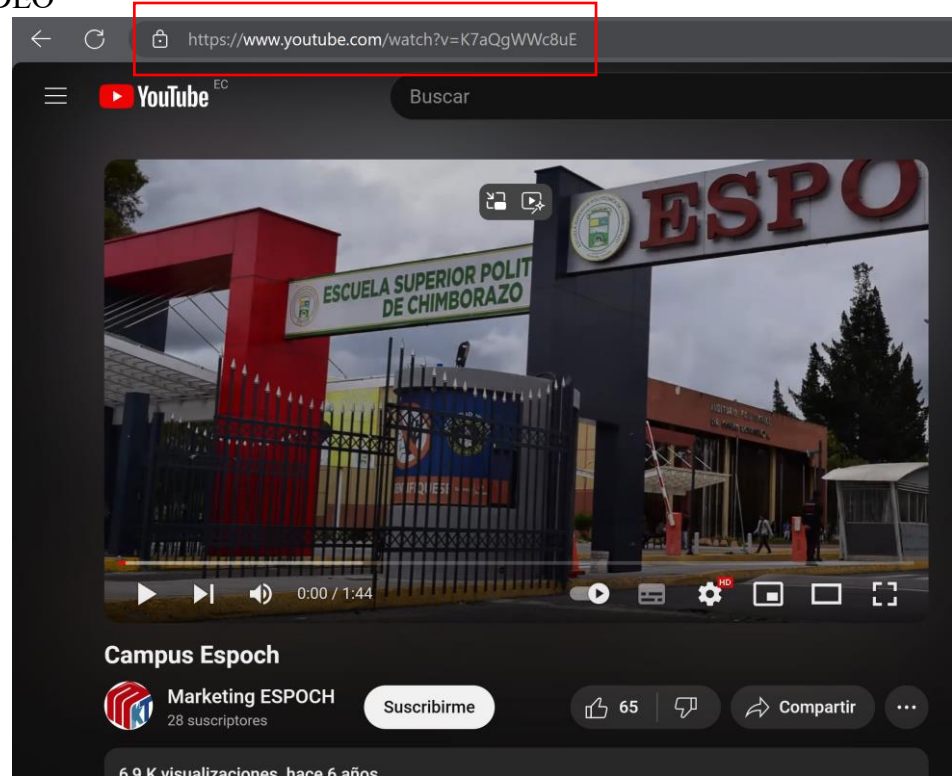 https://www.youtube.com/watch?v=K7aQgWWc8uE
YouTube EC
Buscar
ESPO
ESCUELA SUPERIOR POLIT
DE CHIMBORAZO
0:00 / 1:44
HD
Campus Espoch
Marketing ESPOCH
28 suscriptores
Suscribirme
65
Compartir
6,9 K visualizaciones hace 6 años